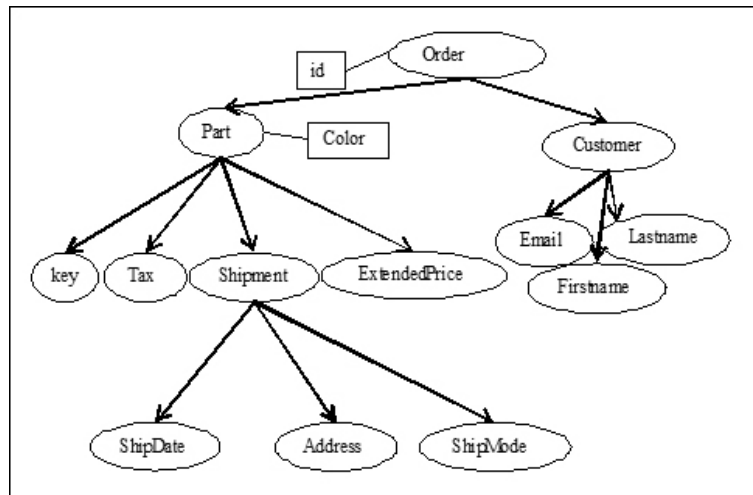 Order
id
Part
Color
Customer
Email
Lastname
key
Tax
Shipment
ExtendedPrice
Firstname
ShipDate
Address
ShipMode